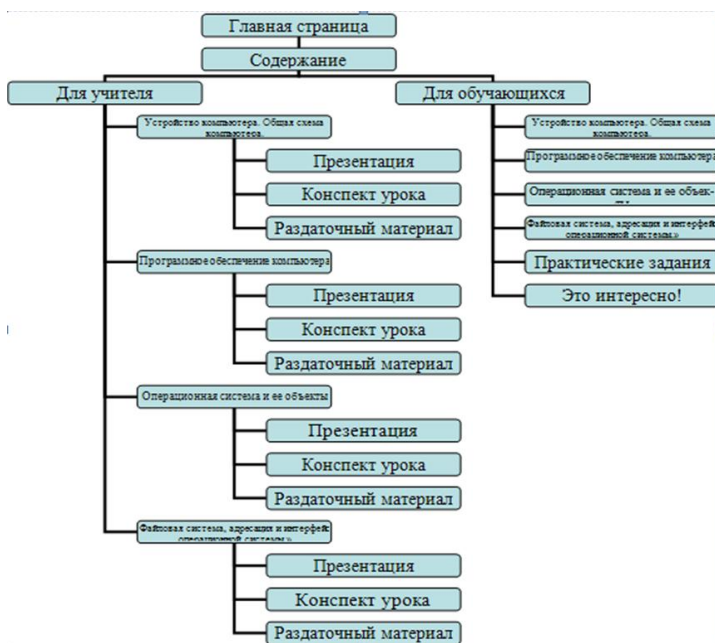 Главная страница
Содержание
Для учителя
Устройство компьютера. Общая схема
компьютера.
Презентация
Конспект урока
Раздаточный материал
Программное обеспечение компьютера
Презентация
Конспект урока
Раздаточный материал
Операционная система и ее объекты
Презентация
Конспект урока
Раздаточный материал
Файловая система, адресация и интерфейс
операционной системы.»
Презентация
Конспект урока
Раздаточный материал
Для обучающихся
Устройство компьютера. Общая схема
компьютера.
Программное обеспечение компьютера
Операционная система и ее объек-
ты
Файловая система, адресация и интерфейс
операционной системы.»
Практические задания
Это интересно!